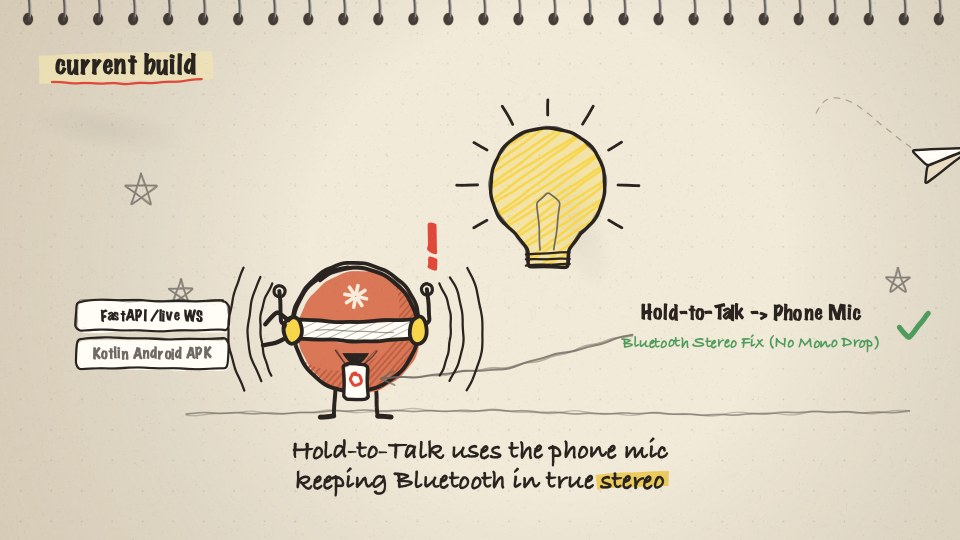 current build
!
FastAPI /live WS
Kotlin Android APK
Hold-to-Talk -> Phone Mic
Bluetooth Stereo Fix (No Mono Drop)
Hold-to-Talk uses the phone mic
keeping Bluetooth in true stereo